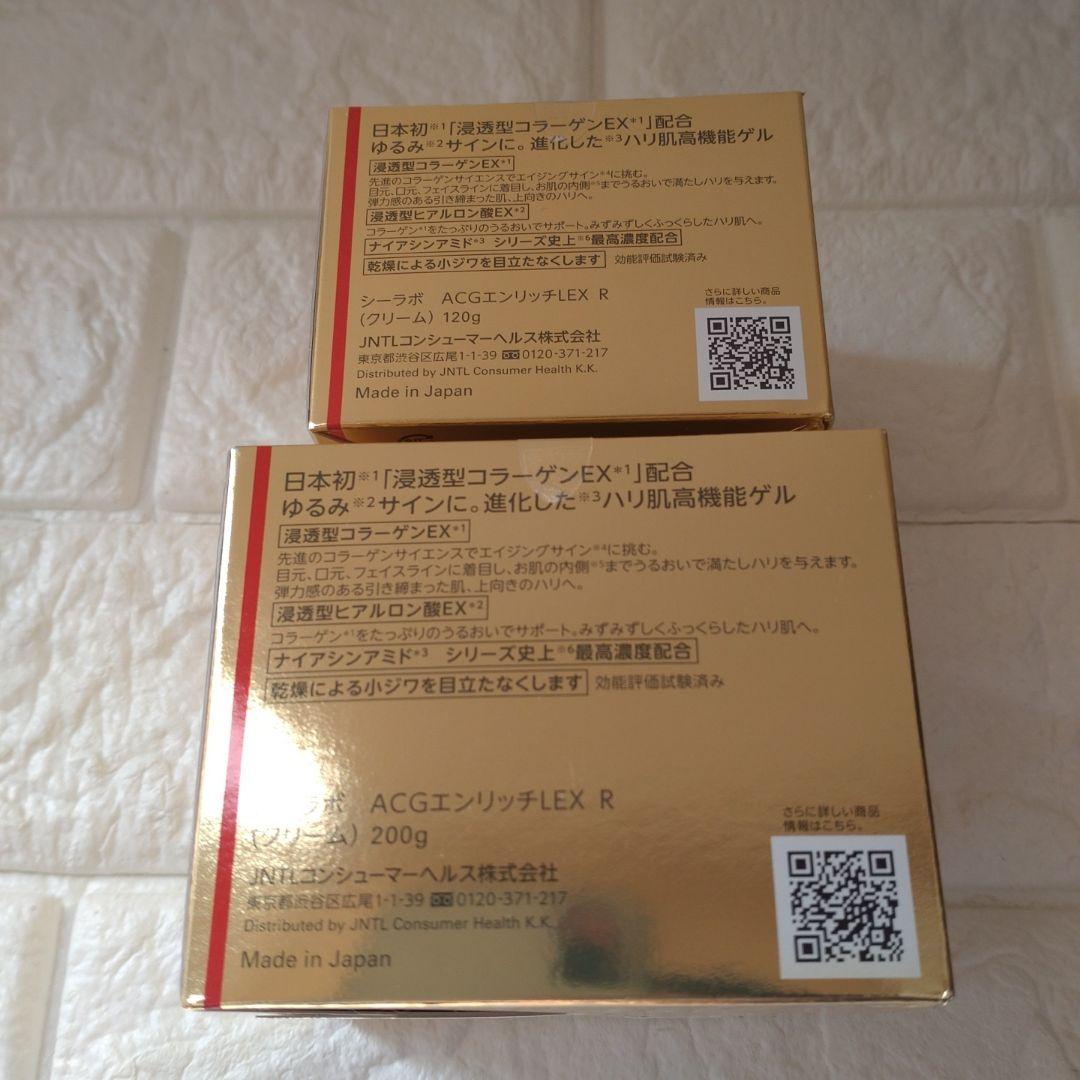 日本初※1「浸透型コラーゲンEX*1」配合
ゆるみ※2サインに。進化した※3ハリ肌高機能ゲル
浸透型コラーゲンEX*1
先進のコラーゲンサイエンスでエイジングサイン※4に挑む。
目元、口元、フェイスラインに着目し、お肌の内側※5までうるおいで満たしハリを与えます。
弾力感のある引き締まった肌、上向きのハリへ。
浸透型ヒアルロン酸EX*2
コラーゲン*1をたっぷりのうるおいでサポート。みずみずしくふっくらしたハリ肌へ。
ナイアシンアミド*3 シリーズ史上※6最高濃度配合
乾燥による小ジワを目立たなくします 効能評価試験済み
さらに詳しい商品
情報はこちら。
シーラボ ACGエンリッチLEX R
(クリーム) 120g
JNTLコンシューマーヘルス株式会社
東京都渋谷区広尾1-1-39 0120-371-217
Distributed by JNTL Consumer Health K.K.
Made in Japan
日本初※1「浸透型コラーゲンEX*1」配合
ゆるみ※2サインに。進化した※3ハリ肌高機能ゲル
浸透型コラーゲンEX*1
先進のコラーゲンサイエンスでエイジングサイン※4に挑む。
目元、口元、フェイスラインに着目し、お肌の内側※5までうるおいで満たしハリを与えます。
弾力感のある引き締まった肌、上向きのハリへ。
浸透型ヒアルロン酸EX*2
コラーゲン*1をたっぷりのうるおいでサポート。みずみずしくふっくらしたハリ肌へ。
ナイアシンアミド*3 シリーズ史上※6最高濃度配合
乾燥による小ジワを目立たなくします 効能評価試験済み
ラボ ACGエンリッチLEX R
(クリーム) 200g
さらに詳しい商品
情報はこちら。
JNTLコンシューマーヘルス株式会社
東京都渋谷区広尾1-1-39 0120-371-217
Distributed by JNTL Consumer Health K.K.
Made in Japan